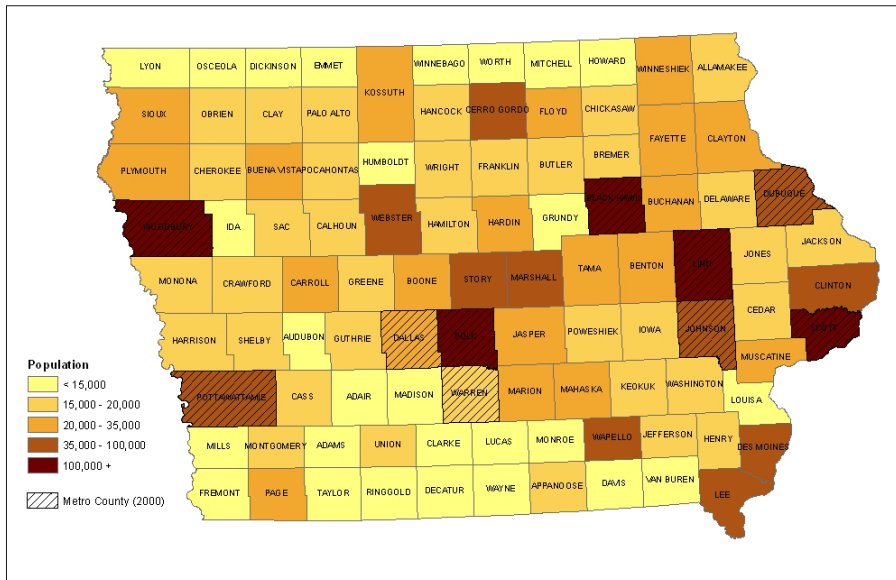 LYON OSCEOLA DICKINSON EMMET WINNEBAGO WORTH MITCHELL HOWARD WINNESHIEK ALLAMAKEE
KOSSUTH
SIOUX OBRIEN CLAY PALO ALTO HANCOCK CERRO GORDO FLOYD CHICKASAW
PLYMOUTH CHEROKEE BUENA VISTA POCAHONTAS HUMBOLDT WRIGHT FRANKLIN BUTLER BREMER FAYETTE CLAYTON
WOODBURY IDA SAC CALHOUN WEBSTER HAMILTON HARDIN GRUNDY BLACK HAWK BUCHANAN DELAWARE DUBUQUE
MONONA CRAWFORD CARROLL GREENE BOONE STORY MARSHALL TAMA BENTON LINN JONES JACKSON
CLINTON
HARRISON SHELBY AUDUBON GUTHRIE DALLAS POLK JASPER POWESHIEK IOWA JOHNSON CEDAR SCOTT
MUSCATINE
POTTAWATTAMIE CASS ADAIR MADISON WARREN MARION MAHASKA KEOKUK WASHINGTON LOUISA
MILLS MONTGOMERY ADAMS UNION CLARKE LUCAS MONROE WAPELLO JEFFERSON HENRY DES MOINES
FREMONT PAGE TAYLOR RINGGOLD DECATUR WAYNE APPANOOSE DAVIS VAN BUREN LEE
Population
< 15,000
15,000 - 20,000
20,000 - 35,000
35,000 - 100,000
100,000 +
Metro County (2000)